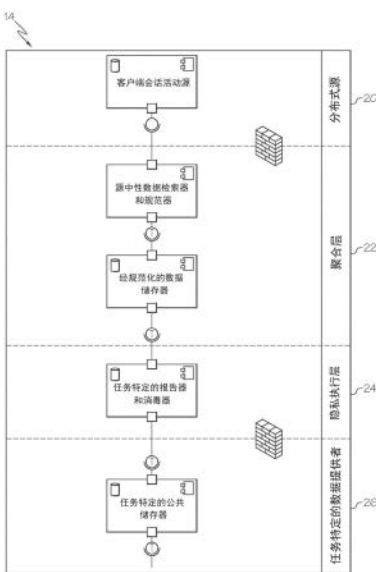 14
客户端会话活动源
分布式源
20
源中性数据检索器
和规范器
经规范化的数据
储存器
聚合层
22
任务特定的报告器
和消毒器
隐私执行层
24
任务特定的公共
储存器
任务特定的数据提供者
26